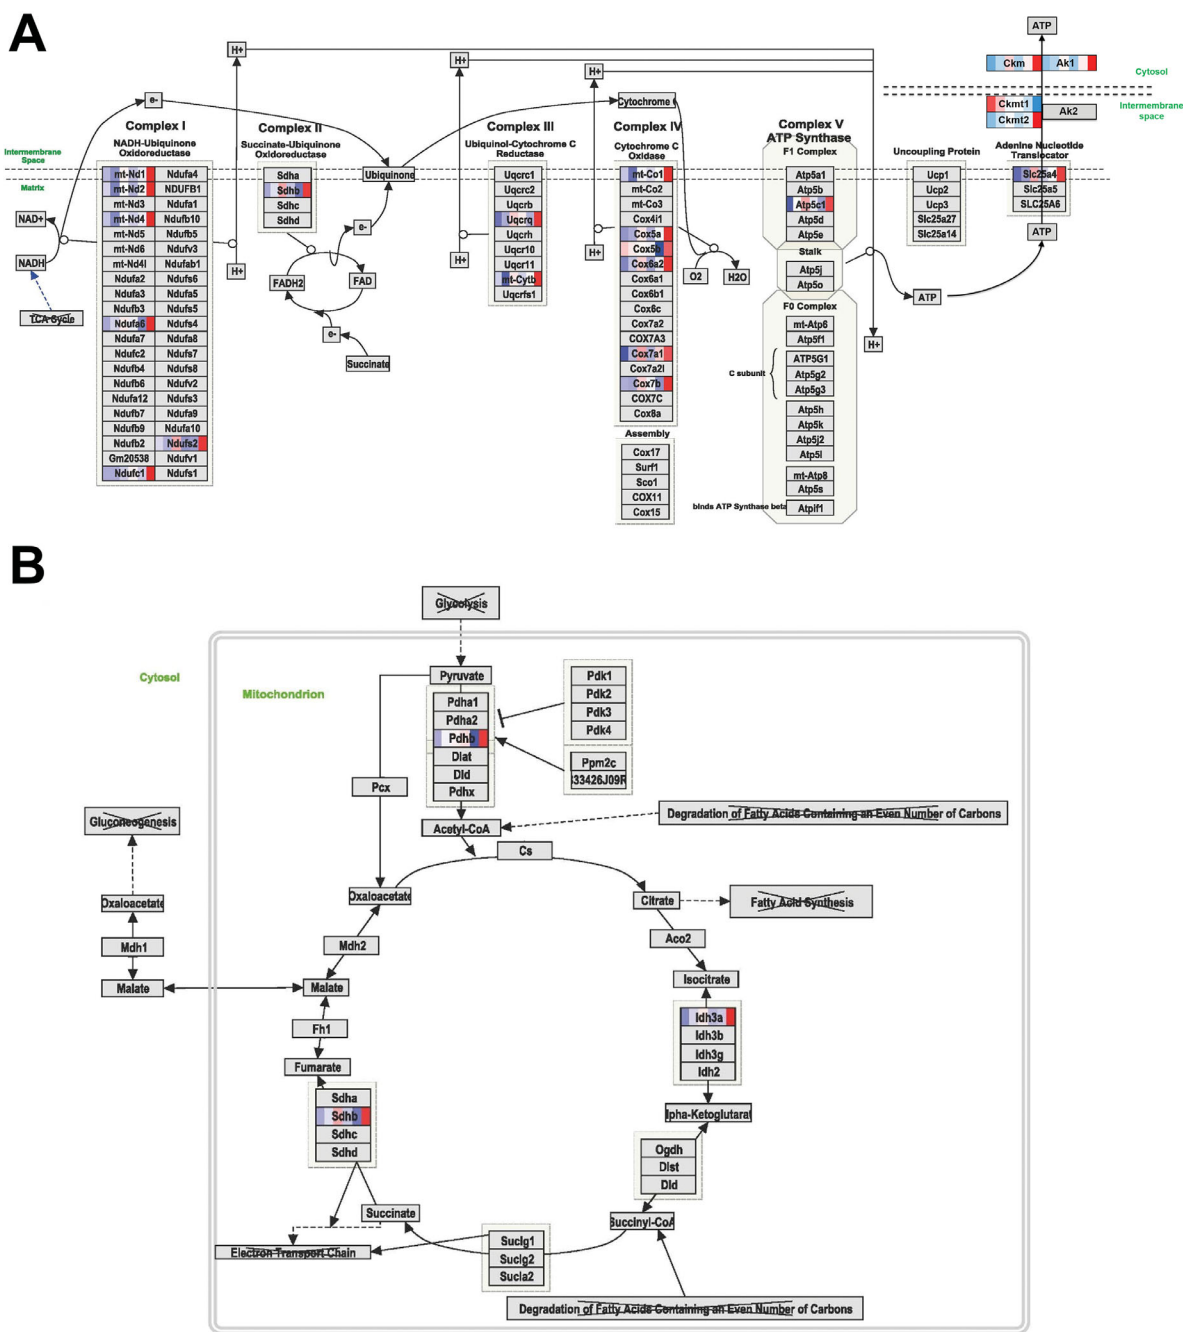 A
ATP
H+
H+
H+
Ckm Ak1
Cytosol
Ckmt1
Ckmt2
Ak2
Intermembrane
space
e-
Cytochrome
Complex I
NADH-Ubiquinone
Oxidoreductase
Complex II
Succinate-Ubiquinone
Oxidoreductase
Complex III
Ubiquinol-Cytochrome C
Reductase
Complex IV
Cytochrome C
Oxidase
Complex V
ATP Synthase
F1 Complex
Uncoupling Protein
Adenine Nucleotide
Translocator
Intermembrane
Space
Matrix
Ubiquinone
mt-Nd1 Ndufa4
mt-Nd2 NDUFB1
mt-Nd3 Ndufa1
mt-Nd4 Ndufb10
mt-Nd5 Ndufb5
mt-Nd6 Ndufv3
mt-Nd4l Ndufab1
Ndufa2 Ndufs6
Ndufa3 Ndufa5
Ndufb3 Ndufs5
Ndufa6 Ndufs4
Ndufa7 Ndufa8
Ndufc2 Ndufs7
Ndufb4 Ndufs8
Ndufb6 Ndufv2
Ndufa12 Ndufs3
Ndufb7 Ndufa9
Ndufb9 Ndufa10
Ndufb2 Ndufs2
Gm20538 Ndufv1
Ndufc1 Ndufs1
NAD+
NADH
TCA Cycle
H+
Sdha
Sdhb
Sdhc
Sdhd
e-
FADH2
FAD
e-
Succinate
Uqcrc1
Uqcrc2
Uqcrb
Uqcrq
Uqcrh
Uqcr10
Uqcr11
mt-Cytb
Uqcrfs1
H+
mt-Co1
mt-Co2
mt-Co3
Cox4i1
Cox5a
Cox5b
Cox6a2
Cox6a1
Cox6b1
Cox6c
Cox7a2
COX7A3
Cox7a1
Cox7a2l
Cox7b
COX7C
Cox8a
H+
O2
H2O
Assembly
Cox17
Surf1
Sco1
COX11
Cox15
Atp5a1
Atp5b
Atp5c1
Atp5d
Atp5e
Stalk
Atp5j
Atp5o
F0 Complex
mt-Atp6
Atp5f1
C subunit
ATP5G1
Atp5g2
Atp5g3
Atp5h
Atp5k
Atp5j2
Atp5l
mt-Atp8
Atp5s
binds ATP Synthase beta
Atpif1
H+
Ucp1
Ucp2
Ucp3
Slc25a27
Slc25a14
Slc25a4
Slc25a5
SLC25A6
ATP
ATP
B
Glycolysis
Cytosol
Mitochondrion
Pyruvate
Pdha1
Pdha2
Pdhb
Dlat
Dld
Pdhx
Pdk1
Pdk2
Pdk3
Pdk4
Ppm2c
33426J09R
Pcx
Acetyl-CoA
Degradation of Fatty Acids Containing an Even Number of Carbons
Gluconeogenesis
Cs
Oxaloacetate
Oxaloacetate
Citrate
Fatty Acid Synthesis
Mdh1
Mdh2
Aco2
Malate
Malate
Isocitrate
Fh1
Idh3a
Idh3b
Idh3g
Idh2
Fumarate
Sdha
Sdhb
Sdhc
Sdhd
lpha-Ketoglutarat
Ogdh
Dlst
Dld
Succinate
Succinyl-CoA
Electron Transport Chain
Suclg1
Suclg2
Sucla2
Degradation of Fatty Acids Containing an Even Number of Carbons